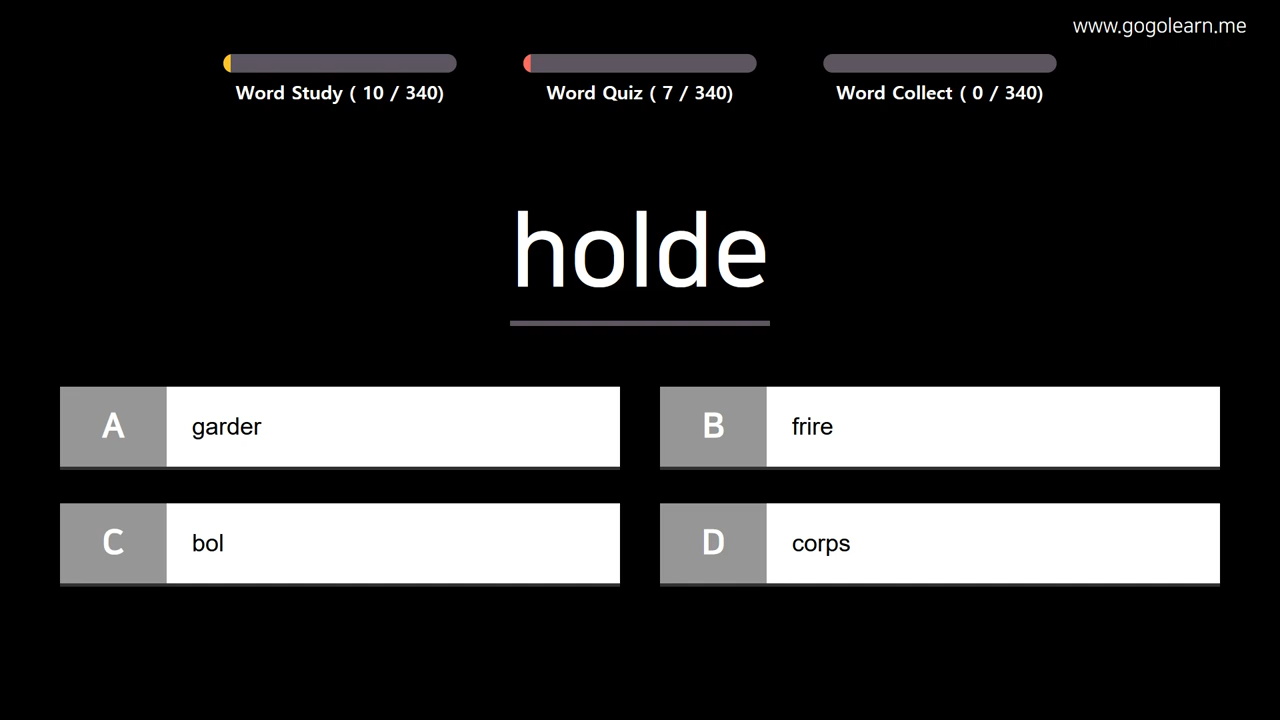 www.gogolearn.me
Word Study ( 10 / 340)
Word Quiz ( 7 / 340)
Word Collect ( 0 / 340)
holde
A garder
B frire
C bol
D corps